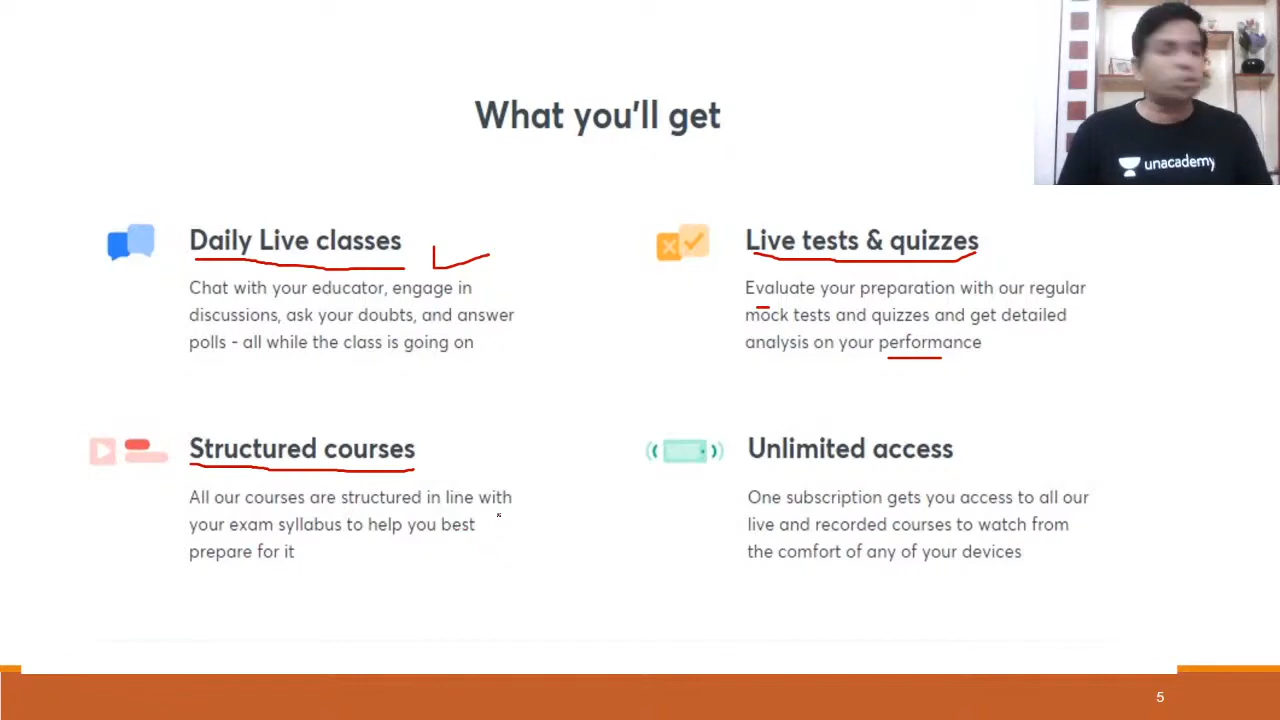 What you'll get
unacademy
Daily Live classes
Chat with your educator, engage in
discussions, ask your doubts, and answer
polls - all while the class is going on
Live tests & quizzes
Evaluate your preparation with our regular
mock tests and quizzes and get detailed
analysis on your performance
Structured courses
All our courses are structured in line with
your exam syllabus to help you best
prepare for it
Unlimited access
One subscription gets you access to all our
live and recorded courses to watch from
the comfort of any of your devices
5